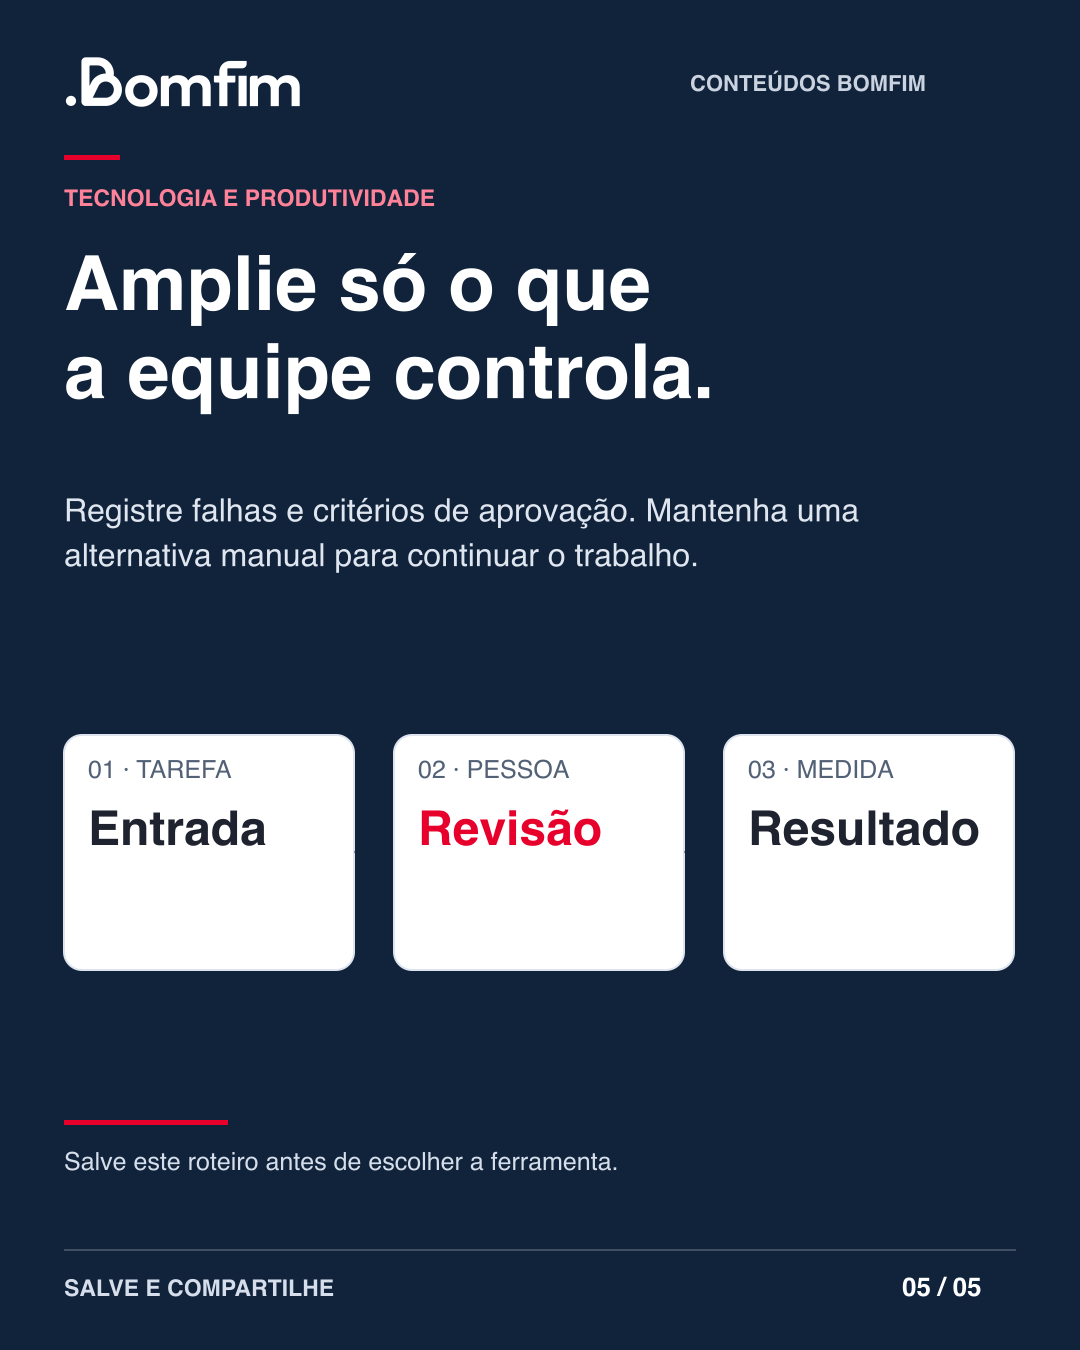 .Bomfim
CONTEÚDOS BOMFIM
TECNOLOGIA E PRODUTIVIDADE
Amplie só o que
a equipe controla.
Registre falhas e critérios de aprovação. Mantenha uma
alternativa manual para continuar o trabalho.
01 · TAREFA
Entrada
02 · PESSOA
Revisão
03 · MEDIDA
Resultado
Salve este roteiro antes de escolher a ferramenta.
SALVE E COMPARTILHE
05 / 05